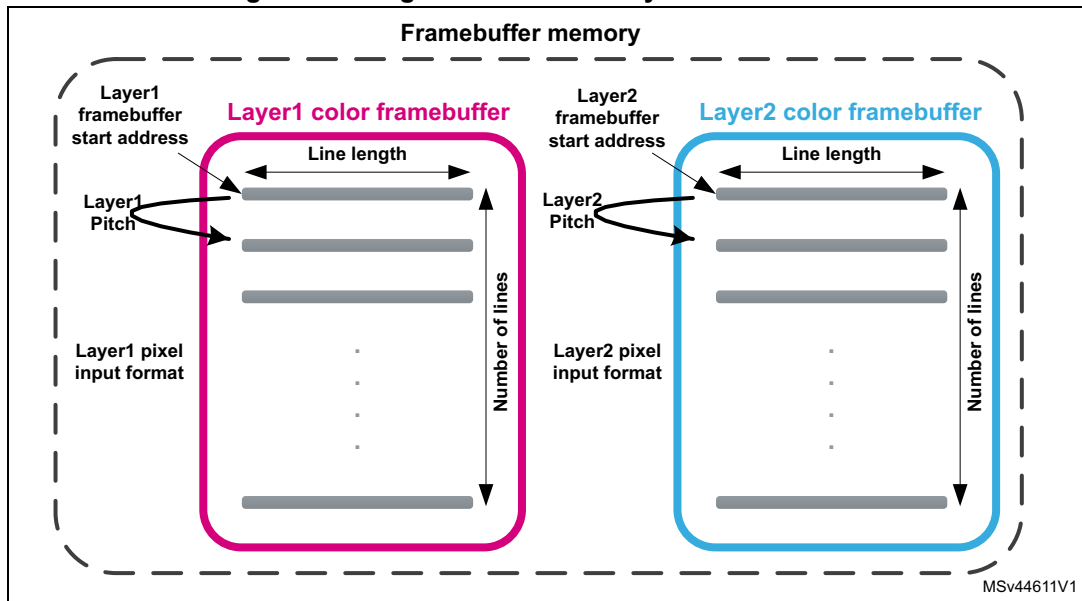 Framebuffer memory
Layer1
framebuffer
start address
Layer1 color framebuffer
Line length
Layer1
Pitch
Number of lines
Layer1 pixel
input format
Layer2
framebuffer
start address
Layer2 color framebuffer
Line length
Layer2
Pitch
Number of lines
Layer2 pixel
input format
MSv44611V1